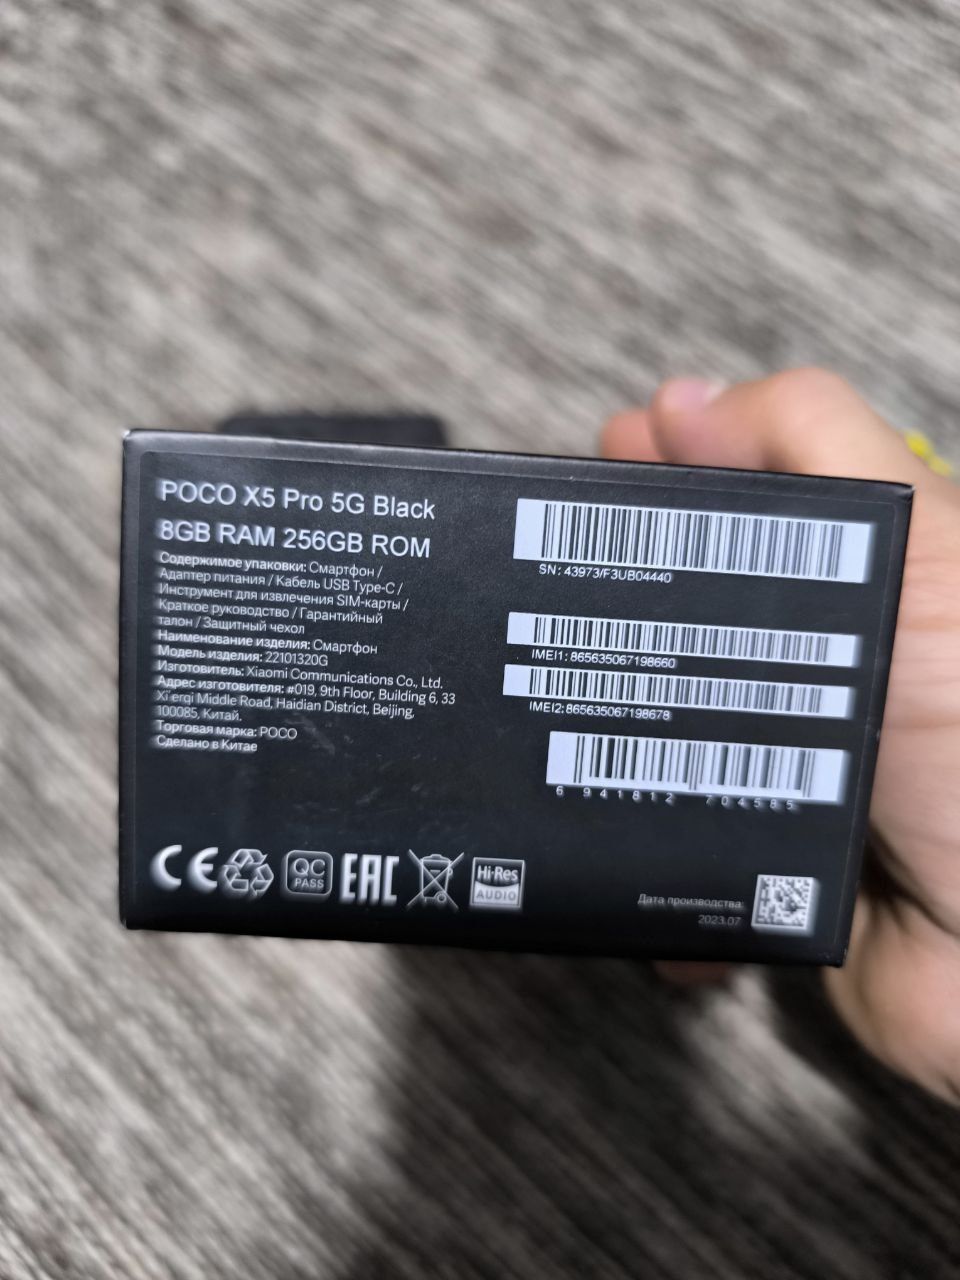 POCO X5 Pro 5G Black
8GB RAM 256GB ROM
Содержимое упаковки: Смартфон /
Адаптер питания / Кабель USB Type-C /
Инструмент для извлечения SIM-карты /
Краткое руководство / Гарантийный
талон / Защитный чехол
Наименование изделия: Смартфон
Модель изделия: 22101320G
Изготовитель: Xiaomi Communications Co., Ltd.
Адрес изготовителя: #019, 9th Floor, Building 6, 33
Xi'erqi Middle Road, Haidian District, Beijing,
100085, Китай.
Торговая марка: POCO
Сделано в Китае
SN: 43973/F3UB04440
IMEI1: 865635067198660
IMEI2: 865635067198678
6 941812 704585
CE
QC
PASS
EAC
Hi-Res
AUDIO
Дата производства:
2023.07